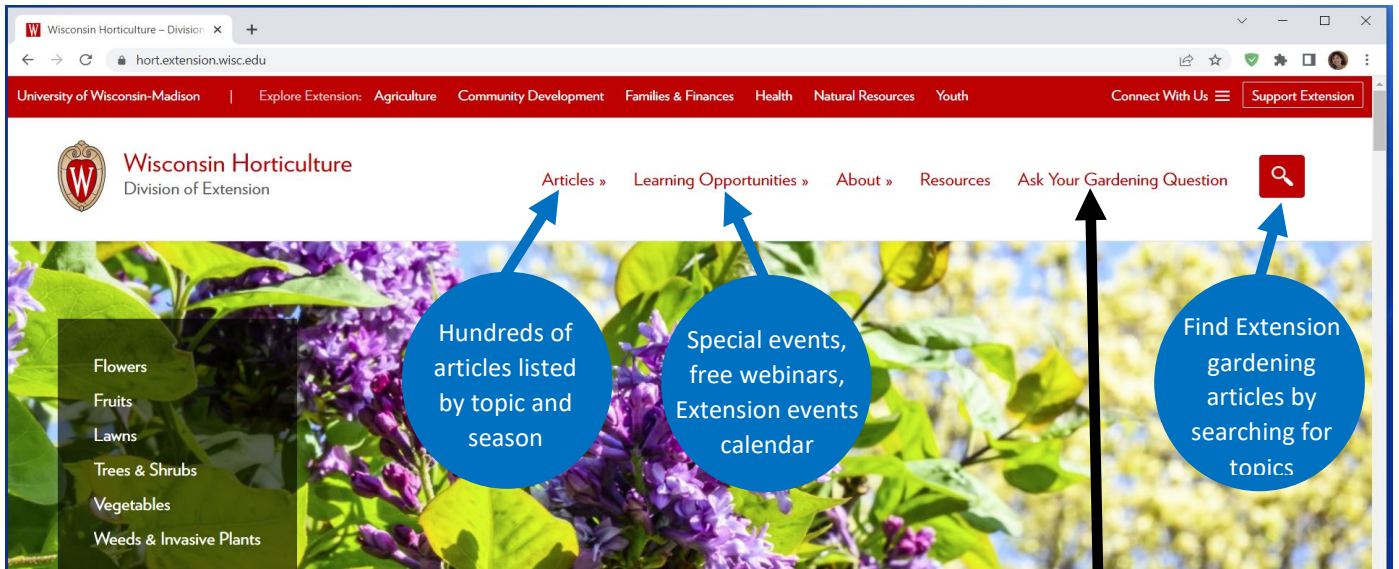 Wisconsin Horticulture – Division
hort.extension.wisc.edu
University of Wisconsin-Madison | Explore Extension: Agriculture Community Development Families & Finances Health Natural Resources Youth Connect With Us Support Extension
W
Wisconsin Horticulture
Division of Extension
Articles » Learning Opportunities » About » Resources Ask Your Gardening Question
Flowers
Fruits
Lawns
Trees & Shrubs
Vegetables
Weeds & Invasive Plants
Hundreds of
articles listed
by topic and
season
Special events,
free webinars,
Extension events
calendar
Find Extension
gardening
articles by
searching for
topics